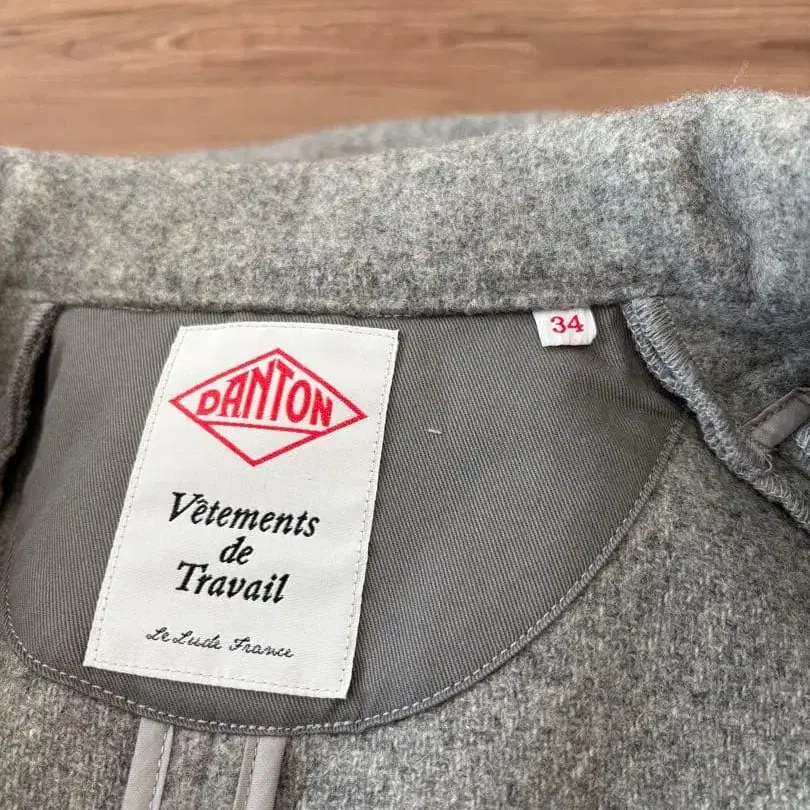 DANTON
Vêtements
de
Travail
Le Lude France
34